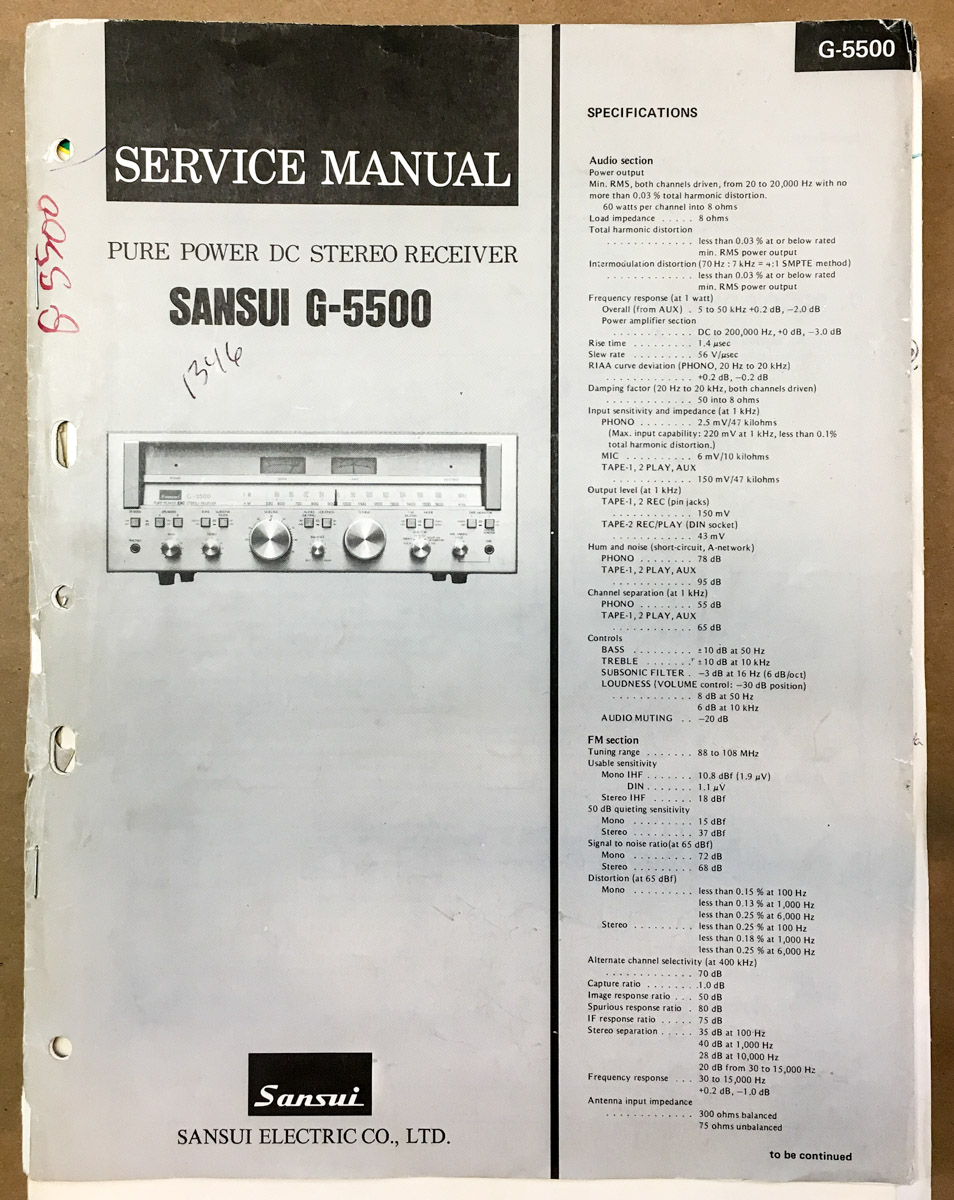 SERVICE MANUAL
PURE POWER DC STEREO RECEIVER
SANSUI G-5500
1346
G 5500
Sansui
G-5500
Sansui
SANSUI ELECTRIC CO., LTD.
G-5500
SPECIFICATIONS
Audio section
Power output
Min. RMS, both channels driven, from 20 to 20,000 Hz with no
more than 0.03 % total harmonic distortion.
60 watts per channel into 8 ohms
Load impedance . . . . . 8 ohms
Total harmonic distortion
. . . . . . . . . . . . . less than 0.03 % at or below rated
min. RMS power output
Intermodulation distortion (70 Hz : 7 kHz = 4:1 SMPTE method)
. . . . . . . . . . . . . less than 0.03 % at or below rated
min. RMS power output
Frequency response (at 1 watt)
Overall (from AUX) . 5 to 50 kHz +0.2 dB, −2.0 dB
Power amplifier section
. . . . . . . . . . . . DC to 200,000 Hz, +0 dB, −3.0 dB
Rise time . . . . . . . . . 1.4 μsec
Slew rate . . . . . . . . . 56 V/μsec
RIAA curve deviation (PHONO, 20 Hz to 20 kHz)
. . . . . . . . . . . . . +0.2 dB, −0.2 dB
Damping factor (20 Hz to 20 kHz, both channels driven)
. . . . . . . . . . . . . 50 into 8 ohms
Input sensitivity and impedance (at 1 kHz)
PHONO . . . . . . . . 2.5 mV/47 kilohms
(Max. input capability: 220 mV at 1 kHz, less than 0.1%
total harmonic distortion.)
MIC . . . . . . . . . . 6 mV/10 kilohms
TAPE-1, 2 PLAY, AUX
. . . . . . . . . . . . 150 mV/47 kilohms
Output level (at 1 kHz)
TAPE-1, 2 REC (pin jacks)
. . . . . . . . . . . . 150 mV
TAPE-2 REC/PLAY (DIN socket)
. . . . . . . . . . . . 43 mV
Hum and noise (short-circuit, A-network)
PHONO . . . . . . . . 78 dB
TAPE-1, 2 PLAY, AUX
. . . . . . . . . . . . 95 dB
Channel separation (at 1 kHz)
PHONO . . . . . . . . 55 dB
TAPE-1, 2 PLAY, AUX
. . . . . . . . . . . . 65 dB
Controls
BASS . . . . . . . . . ±10 dB at 50 Hz
TREBLE . . . . . . . ±10 dB at 10 kHz
SUBSONIC FILTER . −3 dB at 16 Hz (6 dB/oct)
LOUDNESS (VOLUME control: −30 dB position)
. . . . . . . . . . . . 8 dB at 50 Hz
6 dB at 10 kHz
AUDIO MUTING . . −20 dB
FM section
Tuning range . . . . . . . 88 to 108 MHz
Usable sensitivity
Mono IHF . . . . . . . 10.8 dBf (1.9 μV)
DIN . . . . . . . 1.1 μV
Stereo IHF . . . . . . 18 dBf
50 dB quieting sensitivity
Mono . . . . . . . . . 15 dBf
Stereo . . . . . . . . . 37 dBf
Signal to noise ratio(at 65 dBf)
Mono . . . . . . . . . 72 dB
Stereo . . . . . . . . . 68 dB
Distortion (at 65 dBf)
Mono . . . . . . . . . less than 0.15 % at 100 Hz
less than 0.13 % at 1,000 Hz
less than 0.25 % at 6,000 Hz
Stereo . . . . . . . . . less than 0.25 % at 100 Hz
less than 0.18 % at 1,000 Hz
less than 0.25 % at 6,000 Hz
Alternate channel selectivity (at 400 kHz)
. . . . . . . . . . . . . 70 dB
Capture ratio . . . . . . . .1.0 dB
Image response ratio . . . 50 dB
Spurious response ratio . 80 dB
IF response ratio . . . . . 75 dB
Stereo separation . . . . . 35 dB at 100 Hz
40 dB at 1,000 Hz
28 dB at 10,000 Hz
20 dB from 30 to 15,000 Hz
Frequency response . . . 30 to 15,000 Hz
+0.2 dB, −1.0 dB
Antenna input impedance
. . . . . . . . . . . . . 300 ohms balanced
75 ohms unbalanced
to be continued